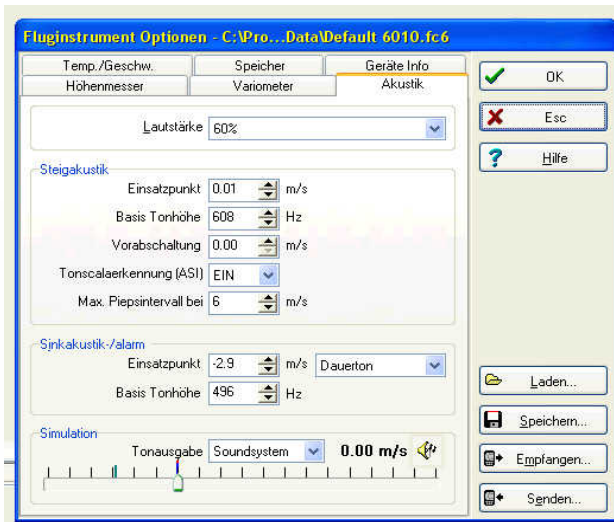 Fluginstrument Optionen - C:\Pro...Data\Default 6010.fc6
Temp./Geschw. Speicher Geräte Info
Höhenmesser Variometer Akustik
Lautstärke 60%
Steigakustik
Einsatzpunkt 0.01 m/s
Basis Tonhöhe 608 Hz
Vorabschaltung 0.00 m/s
Tonscalaerkennung (ASI) EIN
Max. Piepsintervall bei 6 m/s
Sinkakustik-/alarm
Einsatzpunkt -2.9 m/s Dauerton
Basis Tonhöhe 496 Hz
Simulation
Tonausgabe Soundsystem 0.00 m/s
OK
Esc
Hilfe
Laden...
Speichern...
Empfangen...
Senden...